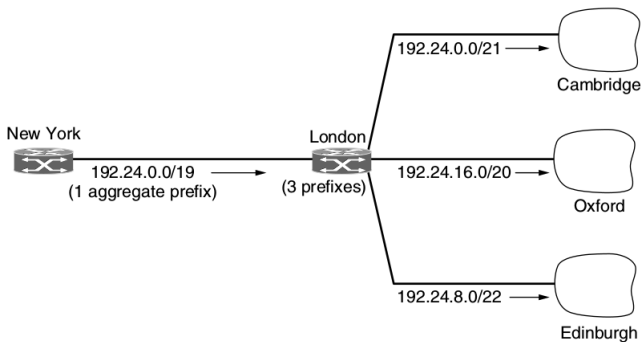 192.24.0.0/21
Cambridge
New York
London
192.24.0.0/19
(1 aggregate prefix)
(3 prefixes)
192.24.16.0/20
Oxford
192.24.8.0/22
Edinburgh